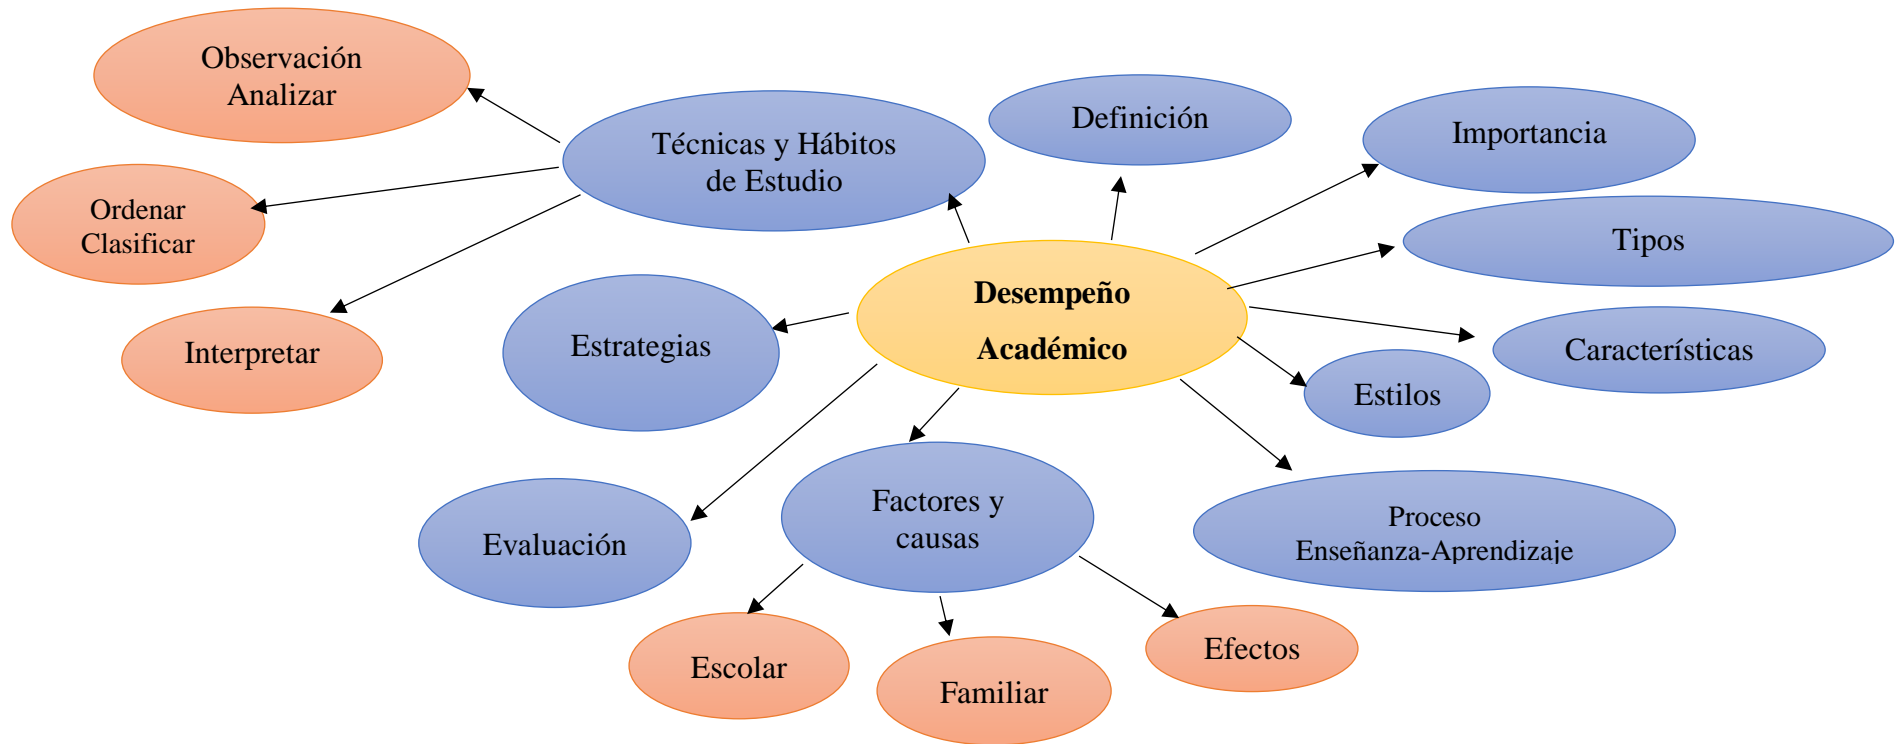 Observación
Analizar
Técnicas y Hábitos
de Estudio
Definición
Importancia
Ordenar
Clasificar
Tipos
Desempeño
Académico
Interpretar
Estrategias
Características
Estilos
Factores y
causas
Evaluación
Proceso
Enseñanza-Aprendizaje
Escolar
Familiar
Efectos